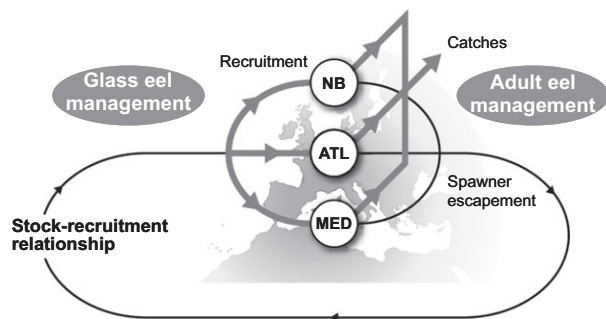 Catches
Recruitment
Glass eel
management
NB
Adult eel
management
ATL
Spawner
escapement
MED
Stock-recruitment
relationship